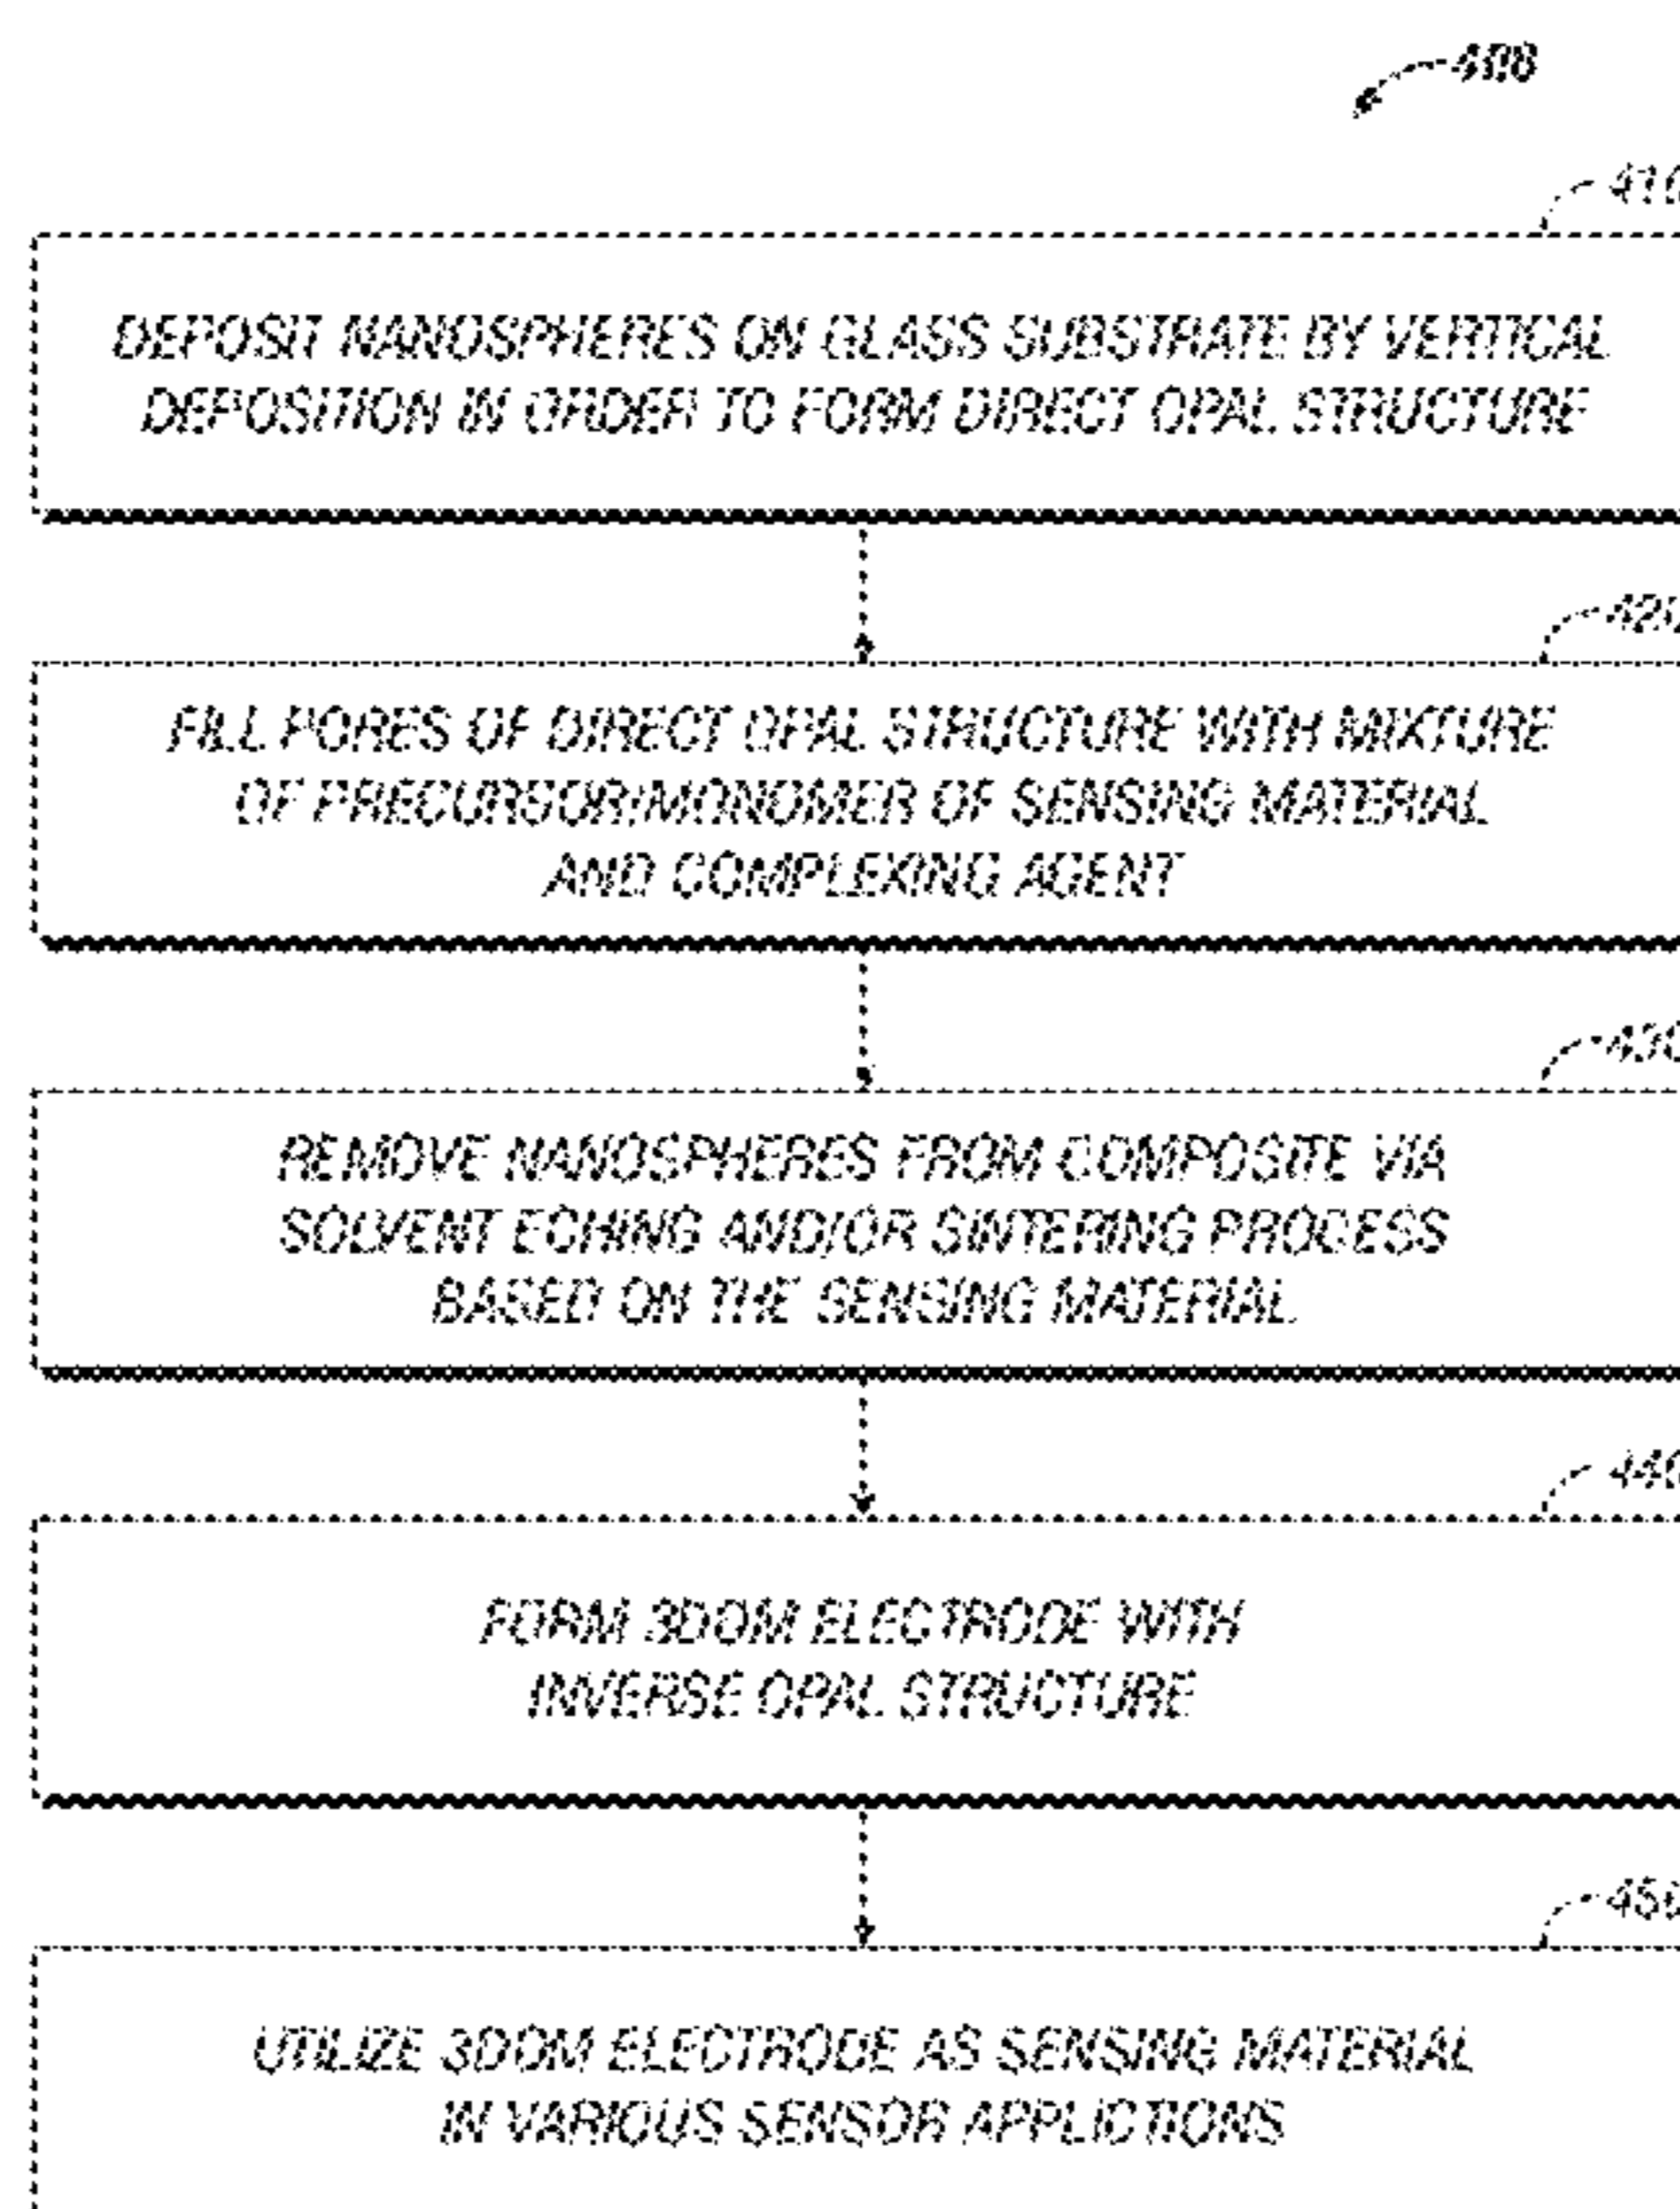 DEPOSIT NANOSPHERES ON GLASS SUBSTRATE BY VERTICAL
DEPOSITION IN ORDER TO FORM DIRECT OPAL STRUCTURE
FILL PORES OF DIRECT OPAL STRUCTURE WITH MIXTURE
OF PRECURSOR/MONOMER OF SENSING MATERIAL
AND COMPLEXING AGENT
REMOVE NANOSPHERES FROM COMPOSITE VIA
SOLVENT ECHING AND/OR SINTERING PROCESS
BASED ON THE SENSING MATERIAL
FORM 3DOM ELECTRODE WITH
INVERSE OPAL STRUCTURE
UTILIZE 3DOM ELECTRODE AS SENSING MATERIAL
IN VARIOUS SENSOR APPLICTIONS